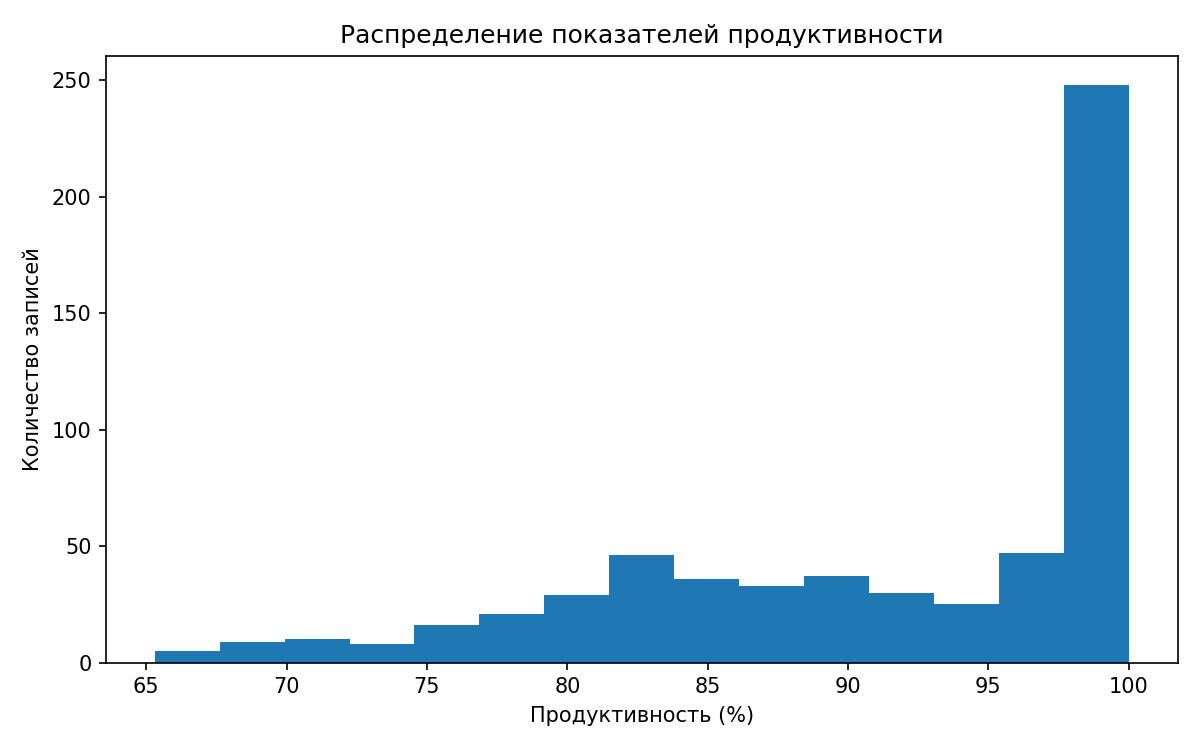 Распределение показателей продуктивности
Количество записей
250
200
150
100
50
0
65 70 75 80 85 90 95 100
Продуктивность (%)